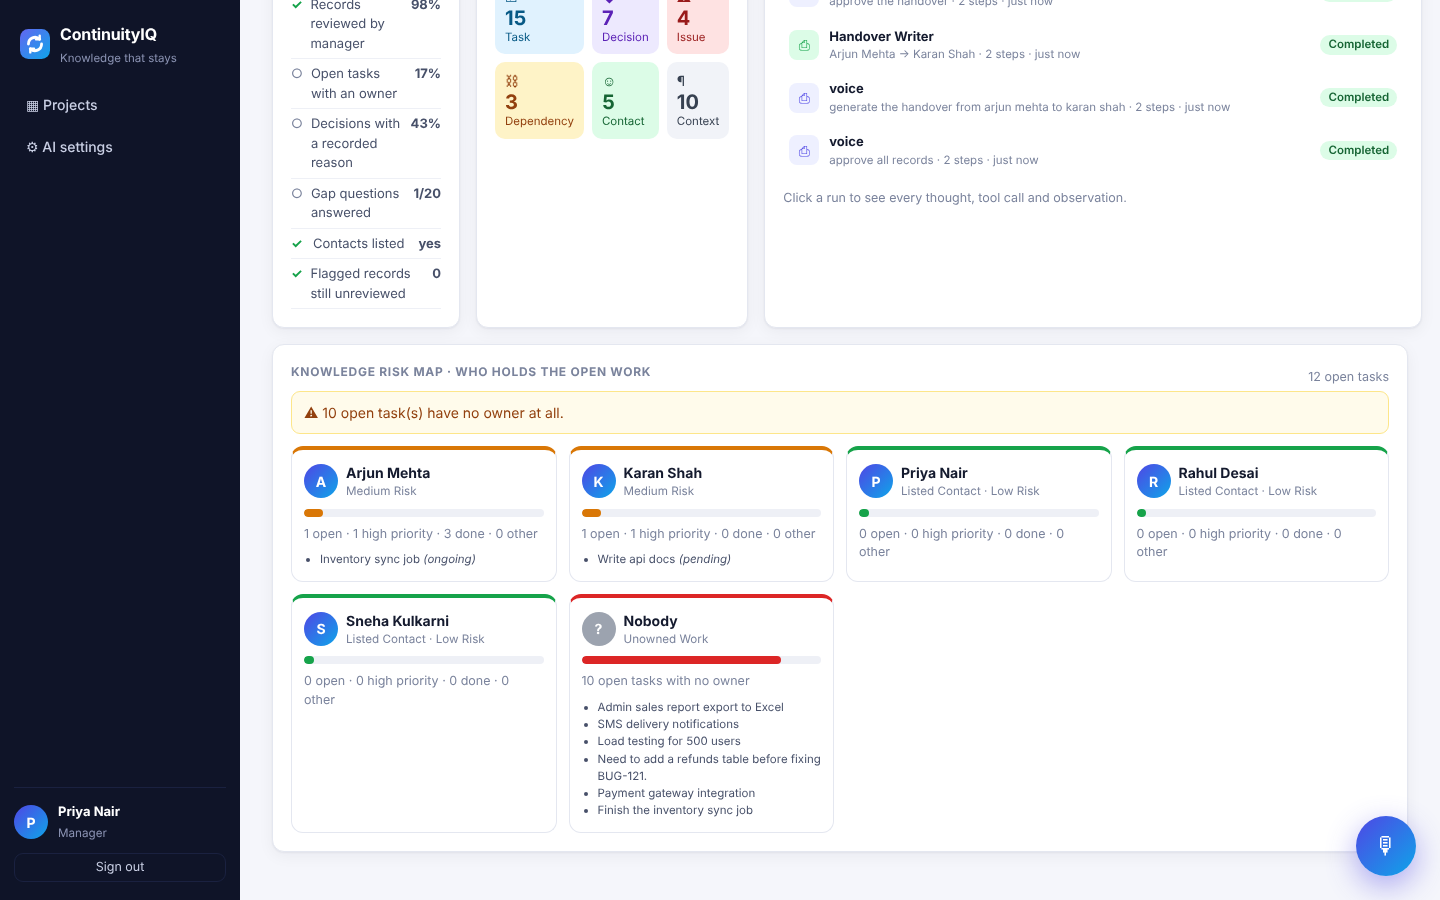 ContinuityIQ
Knowledge that stays
Projects
AI settings
Priya Nair
Manager
Sign out
Records reviewed by manager 98%
Open tasks with an owner 17%
Decisions with a recorded reason 43%
Gap questions answered 1/20
Contacts listed yes
Flagged records still unreviewed 0
15
Task
7
Decision
4
Issue
3
Dependency
5
Contact
¶
10
Context
approve the handover · 2 steps · just now
Handover Writer
Arjun Mehta → Karan Shah · 2 steps · just now
Completed
voice
generate the handover from arjun mehta to karan shah · 2 steps · just now
Completed
voice
approve all records · 2 steps · just now
Completed
Click a run to see every thought, tool call and observation.
KNOWLEDGE RISK MAP · WHO HOLDS THE OPEN WORK
12 open tasks
⚠ 10 open task(s) have no owner at all.
A
Arjun Mehta
Medium Risk
1 open · 1 high priority · 3 done · 0 other
• Inventory sync job (ongoing)
K
Karan Shah
Medium Risk
1 open · 1 high priority · 0 done · 0 other
• Write api docs (pending)
P
Priya Nair
Listed Contact · Low Risk
0 open · 0 high priority · 0 done · 0
other
R
Rahul Desai
Listed Contact · Low Risk
0 open · 0 high priority · 0 done · 0
other
S
Sneha Kulkarni
Listed Contact · Low Risk
0 open · 0 high priority · 0 done · 0
other
?
Nobody
Unowned Work
10 open tasks with no owner
• Admin sales report export to Excel
• SMS delivery notifications
• Load testing for 500 users
• Need to add a refunds table before fixing
BUG-121.
• Payment gateway integration
• Finish the inventory sync job
P